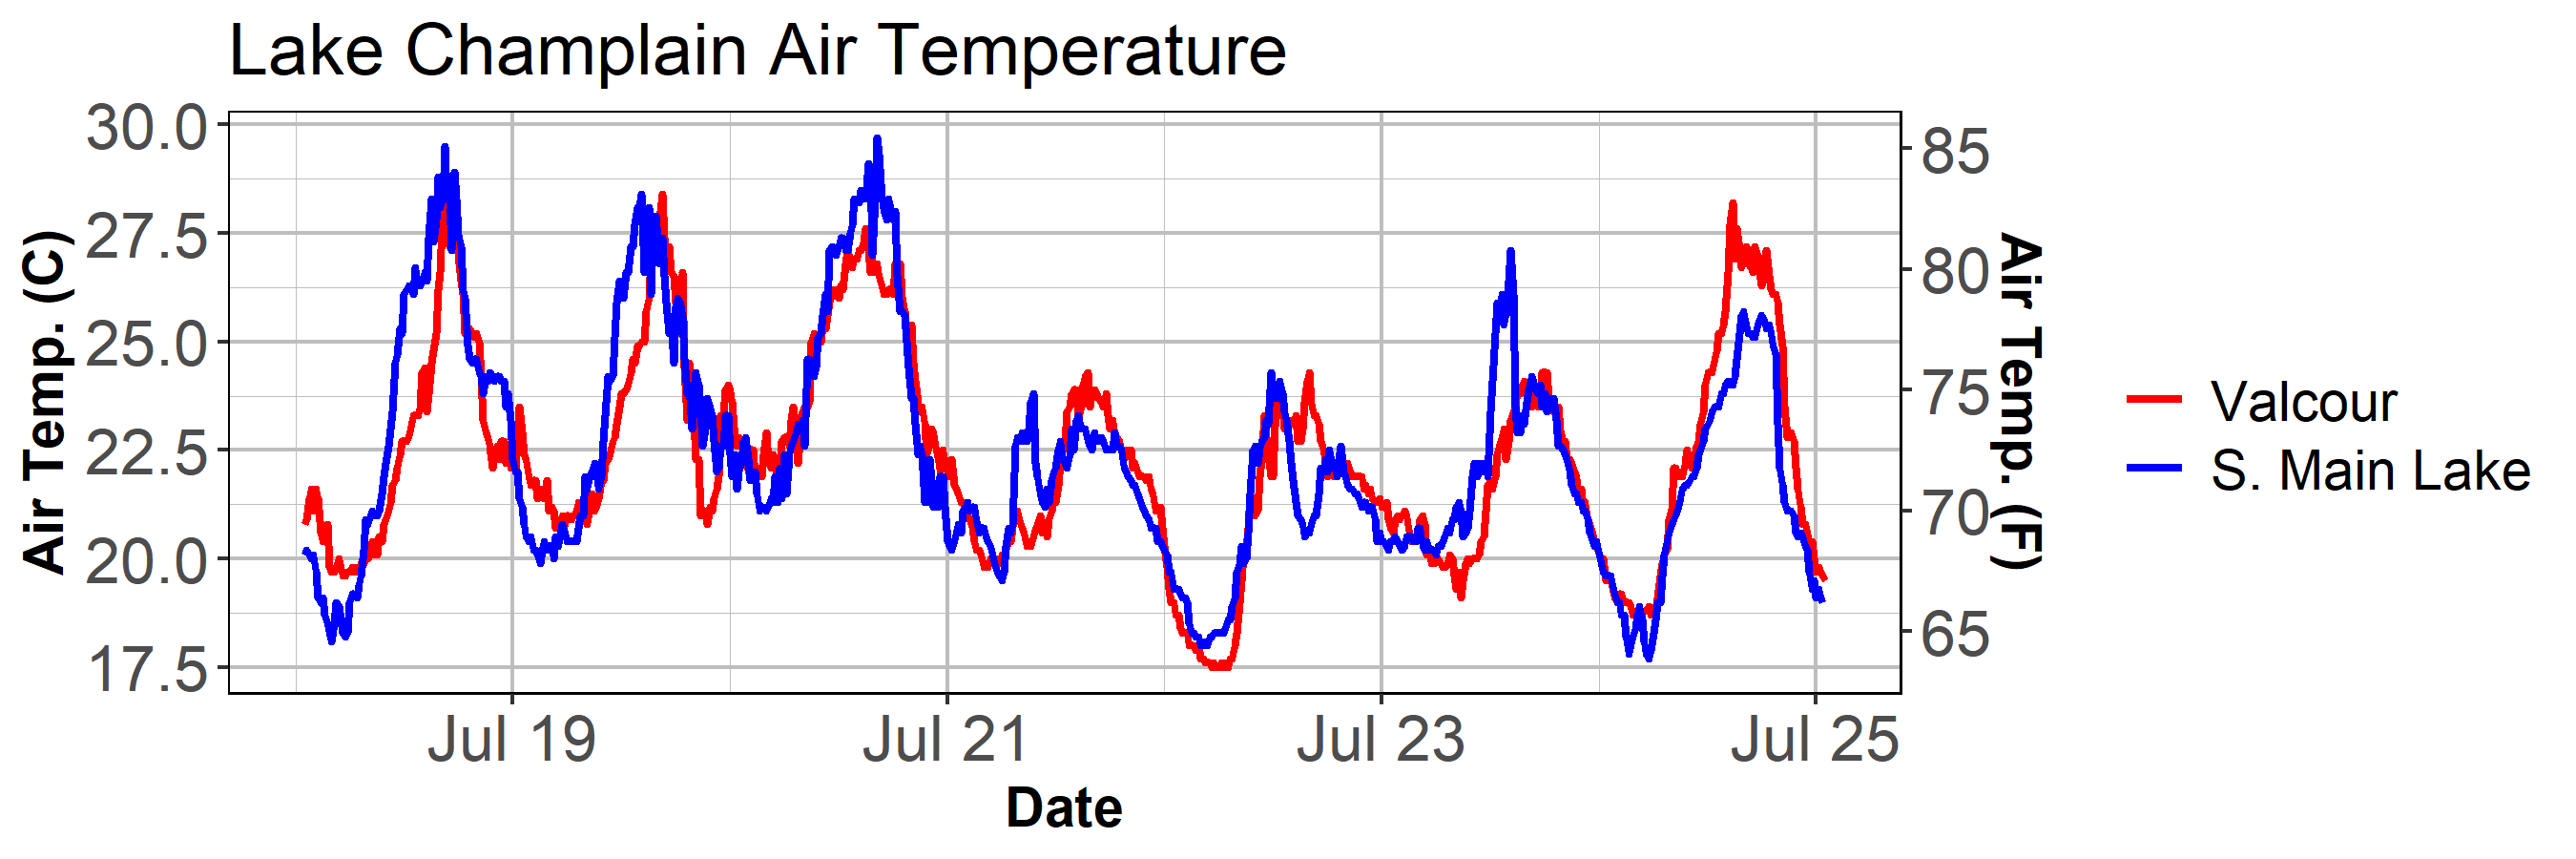 Lake Champlain Air Temperature
Air Temp. (C)
30.0
27.5
25.0
22.5
20.0
17.5
85
80
75
70
65
Air Temp. (F)
Jul 19
Jul 21
Jul 23
Jul 25
Date
Valcour
S. Main Lake